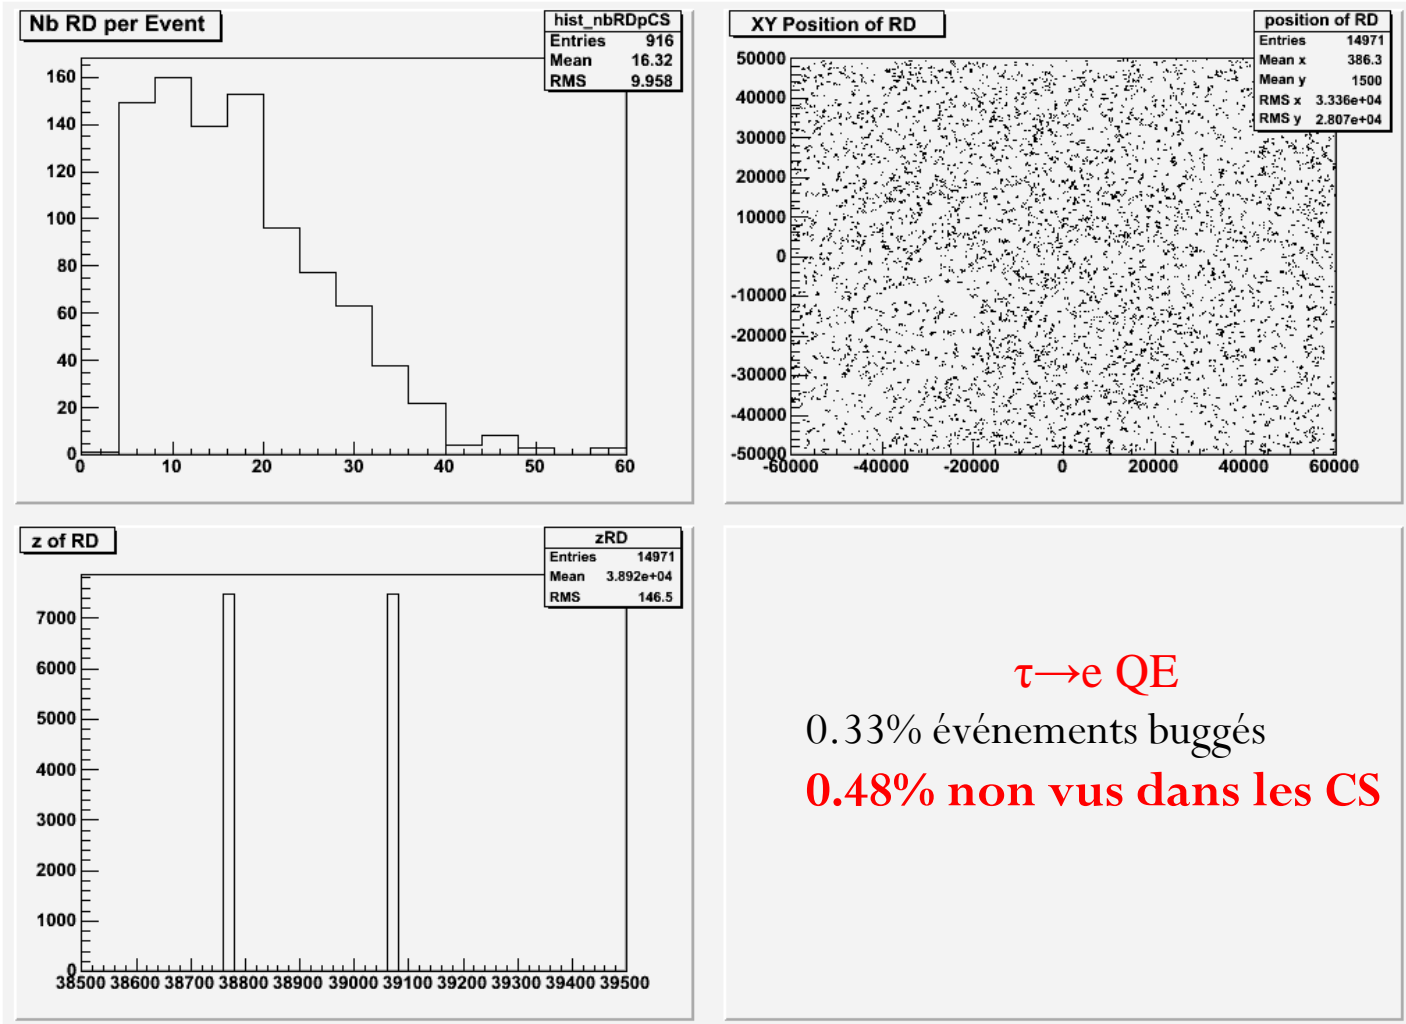 Nb RD per Event
hist_nbRDpCS
Entries 916
Mean 16.32
RMS 9.958
160
140
120
100
80
60
40
20
0
0 10 20 30 40 50 60
XY Position of RD
position of RD
Entries 14971
Mean x 386.3
Mean y 1500
RMS x 3.336e+04
RMS y 2.807e+04
50000
40000
30000
20000
10000
0
-10000
-20000
-30000
-40000
-50000
-60000 -40000 -20000 0 20000 40000 60000
z of RD
zRD
Entries 14971
Mean 3.892e+04
RMS 146.5
7000
6000
5000
4000
3000
2000
1000
0
38500 38600 38700 38800 38900 39000 39100 39200 39300 39400 39500
τ→e QE
0.33% événements buggés
0.48% non vus dans les CS